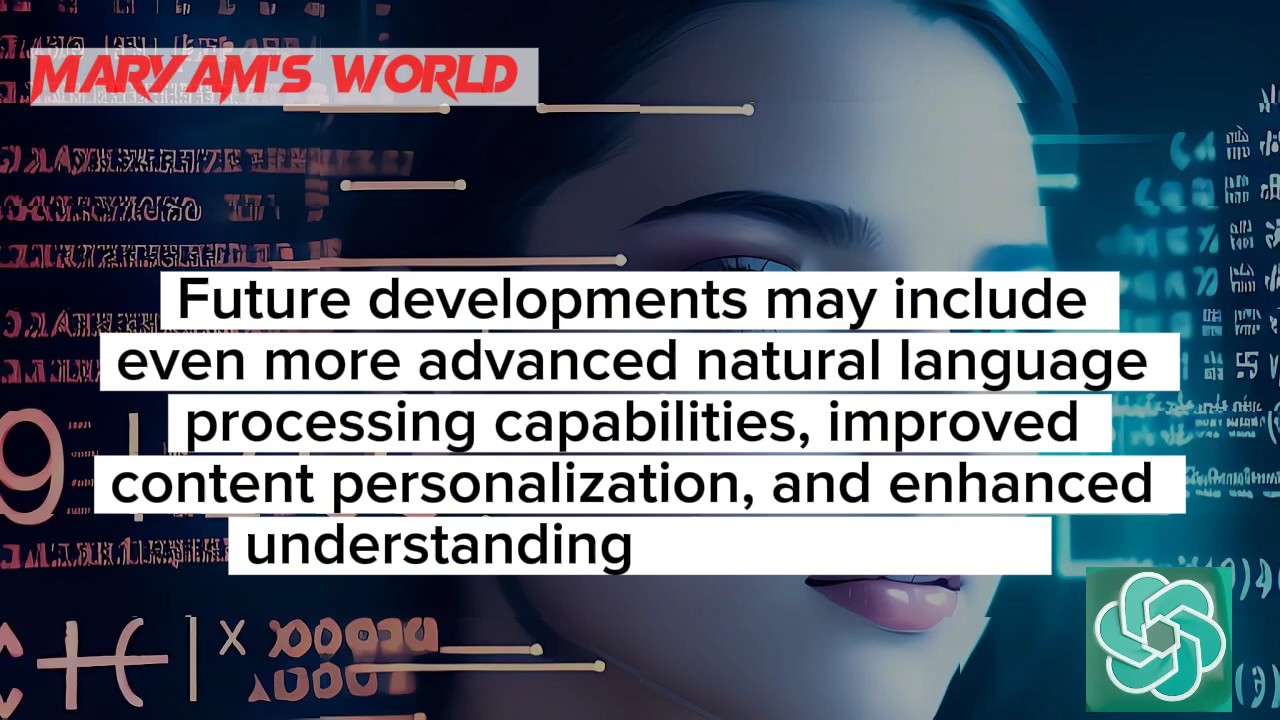 MARYAM'S WORLD
Future developments may include
even more advanced natural language
processing capabilities, improved
content personalization, and enhanced
understanding